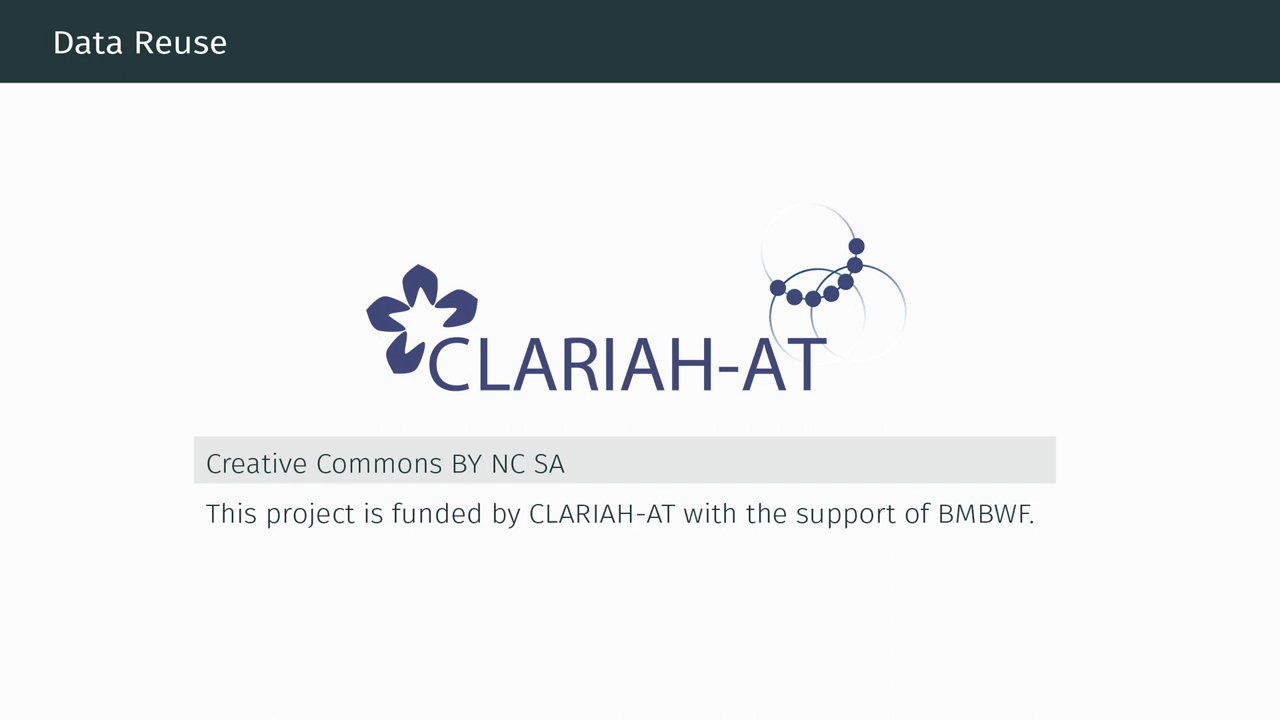 Data Reuse
CLARIAH-AT
Creative Commons BY NC SA
This project is funded by CLARIAH-AT with the support of BMBWF.